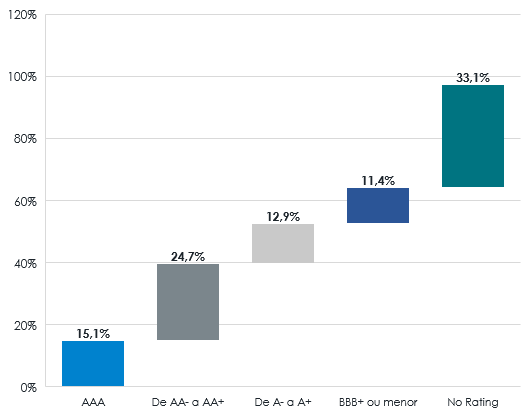 120%
100%
80%
60%
40%
20%
0%
15,1%
24,7%
12,9%
11,4%
33,1%
AAA
De AA- a AA+
De A- a A+
BBB+ ou menor
No Rating